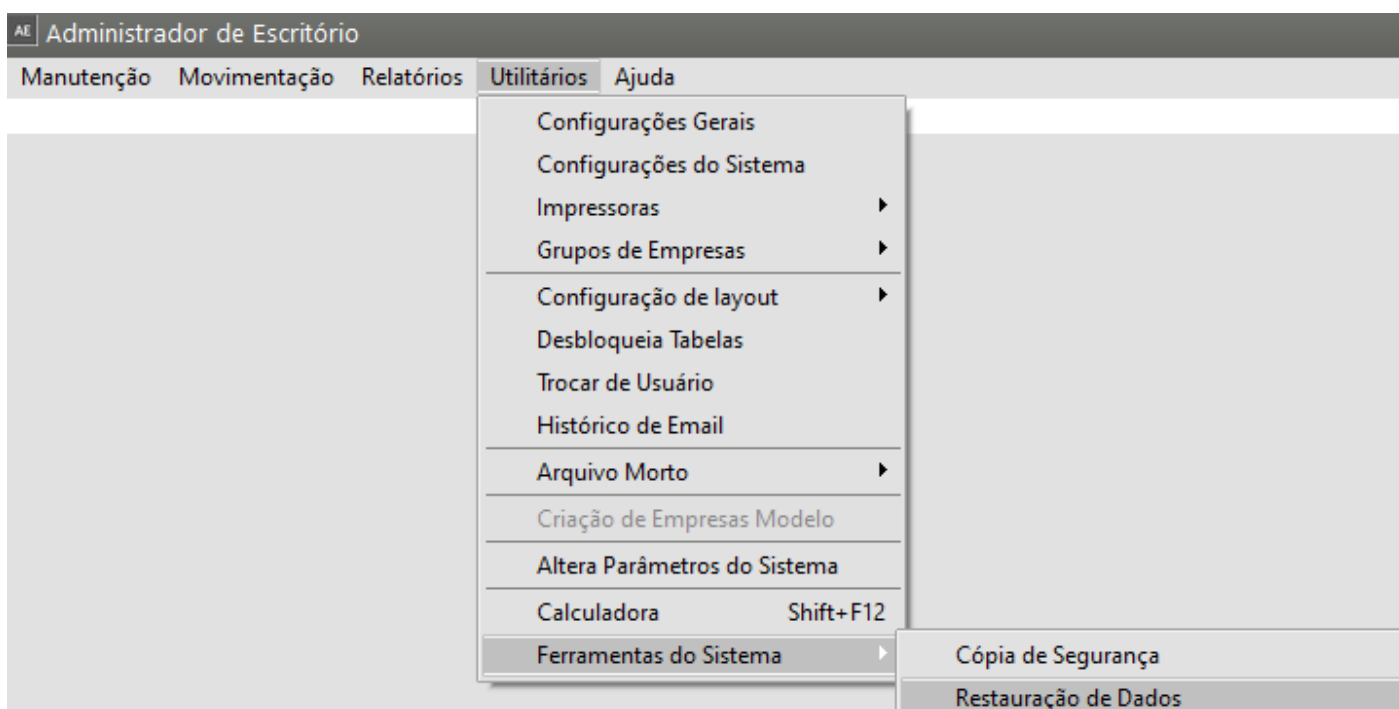 AE Administrador de Escritório
Manutenção Movimentação Relatórios Utilitários Ajuda
Configurações Gerais
Configurações do Sistema
Impressoras
Grupos de Empresas
Configuração de layout
Desbloqueia Tabelas
Trocar de Usuário
Histórico de Email
Arquivo Morto
Criação de Empresas Modelo
Altera Parâmetros do Sistema
Calculadora Shift+F12
Ferramentas do Sistema Cópia de Segurança
Restauração de Dados